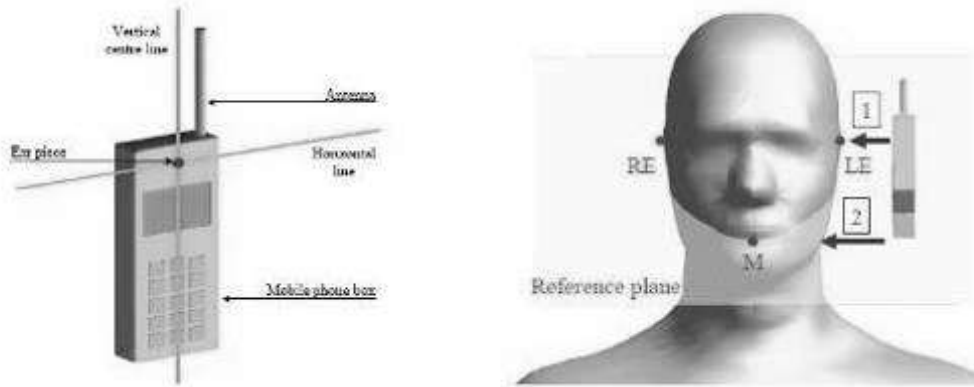 Vertical
centre line
Antenna
Ear piece
Horizontal
line
Mobile phone box
1
RE
LE
2
M
Reference plane